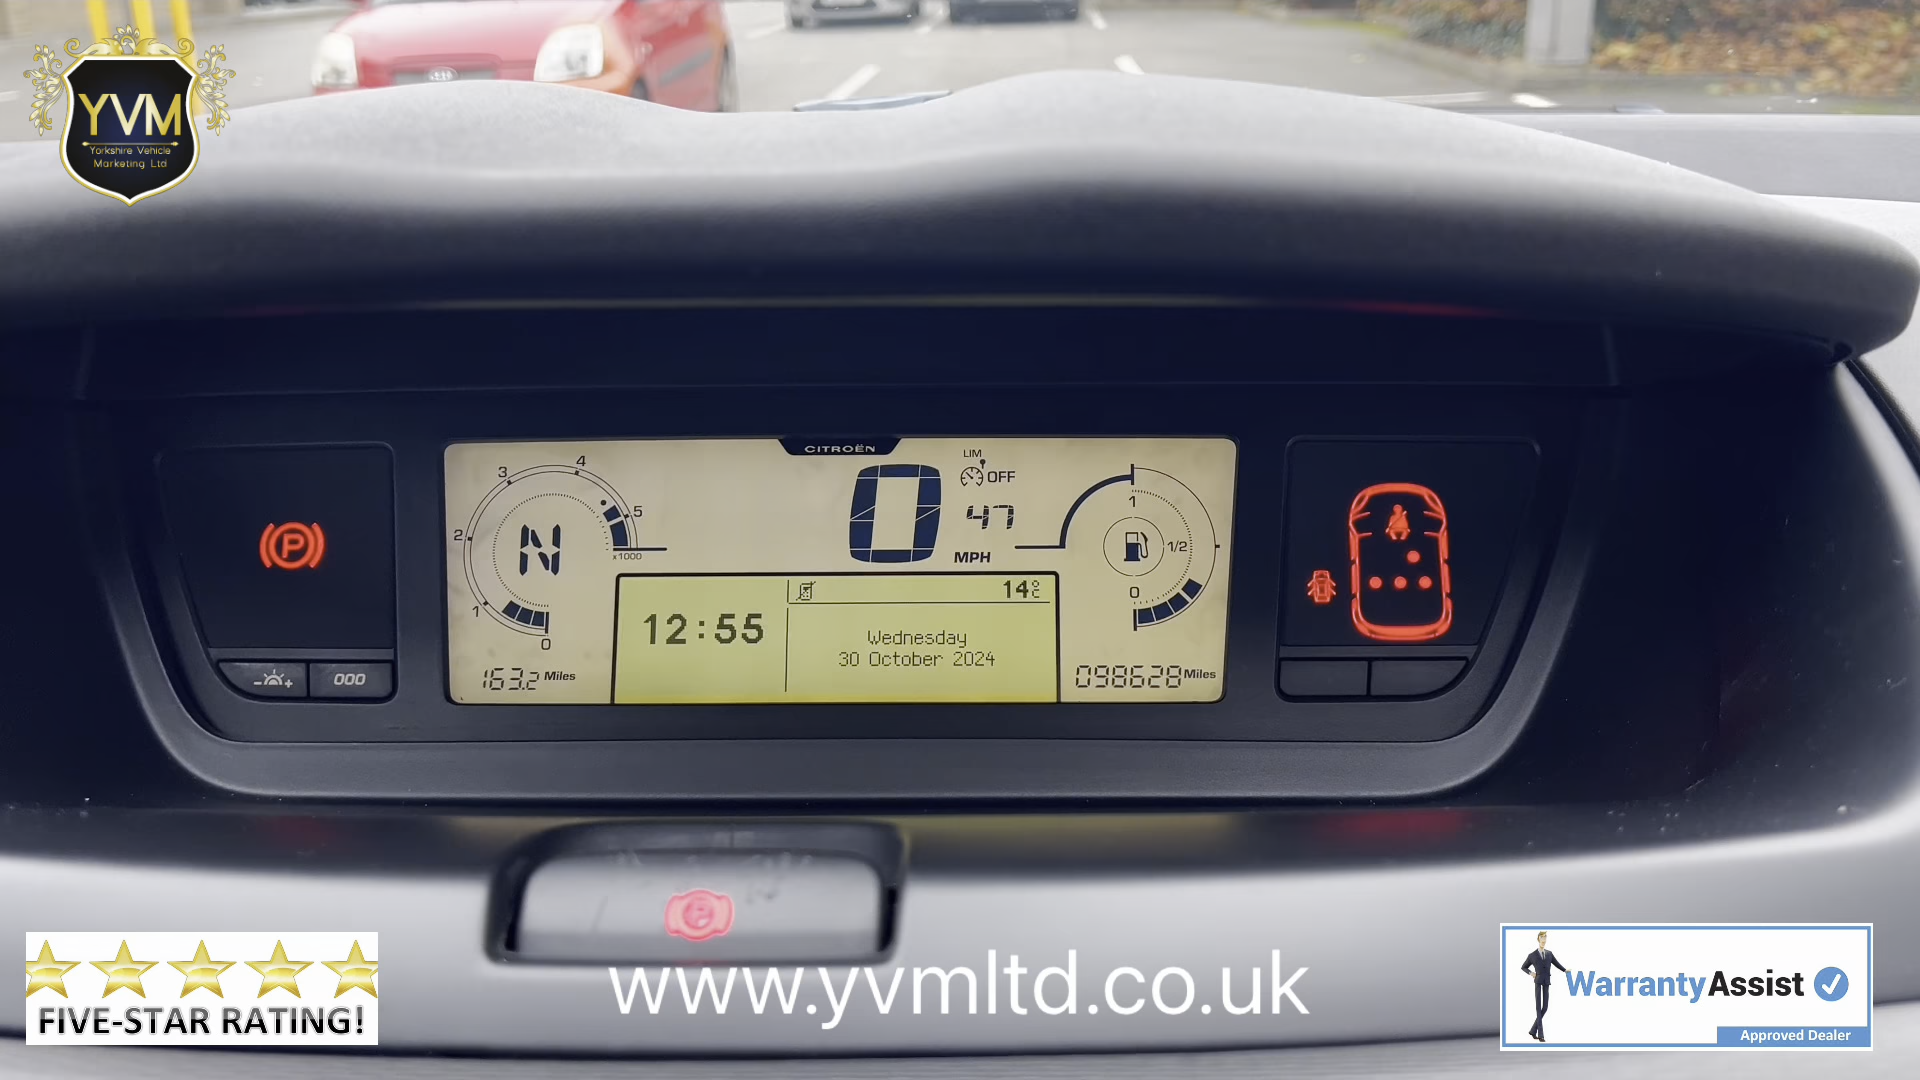 YVM
Yorkshire Vehicle
Marketing Ltd
CITROËN
LIM
OFF
47
0
MPH
N
0
1
2
3
4
5
x1000
1
1/2
0
P
12:55
14°C
Wednesday
30 October 2024
163.2 Miles
098628 Miles
- +
000
P
FIVE-STAR RATING!
www.yvmltd.co.uk
WarrantyAssist
Approved Dealer